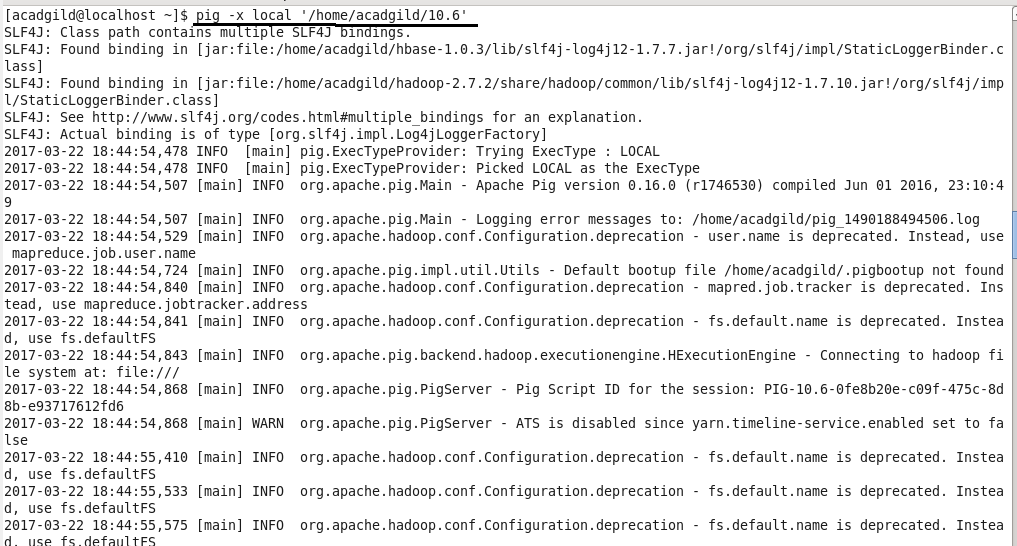 [acadgild@localhost ~]$ pig -x local '/home/acadgild/10.6'
SLF4J: Class path contains multiple SLF4J bindings.
SLF4J: Found binding in [jar:file:/home/acadgild/hbase-1.0.3/lib/slf4j-log4j12-1.7.7.jar!/org/slf4j/impl/StaticLoggerBinder.c
lass]
SLF4J: Found binding in [jar:file:/home/acadgild/hadoop-2.7.2/share/hadoop/common/lib/slf4j-log4j12-1.7.10.jar!/org/slf4j/imp
l/StaticLoggerBinder.class]
SLF4J: See http://www.slf4j.org/codes.html#multiple_bindings for an explanation.
SLF4J: Actual binding is of type [org.slf4j.impl.Log4jLoggerFactory]
2017-03-22 18:44:54,478 INFO  [main] pig.ExecTypeProvider: Trying ExecType : LOCAL
2017-03-22 18:44:54,478 INFO  [main] pig.ExecTypeProvider: Picked LOCAL as the ExecType
2017-03-22 18:44:54,507 [main] INFO  org.apache.pig.Main - Apache Pig version 0.16.0 (r1746530) compiled Jun 01 2016, 23:10:4
9
2017-03-22 18:44:54,507 [main] INFO  org.apache.pig.Main - Logging error messages to: /home/acadgild/pig_1490188494506.log
2017-03-22 18:44:54,529 [main] INFO  org.apache.hadoop.conf.Configuration.deprecation - user.name is deprecated. Instead, use
 mapreduce.job.user.name
2017-03-22 18:44:54,724 [main] INFO  org.apache.pig.impl.util.Utils - Default bootup file /home/acadgild/.pigbootup not found
2017-03-22 18:44:54,840 [main] INFO  org.apache.hadoop.conf.Configuration.deprecation - mapred.job.tracker is deprecated. Ins
tead, use mapreduce.jobtracker.address
2017-03-22 18:44:54,841 [main] INFO  org.apache.hadoop.conf.Configuration.deprecation - fs.default.name is deprecated. Instea
d, use fs.defaultFS
2017-03-22 18:44:54,843 [main] INFO  org.apache.pig.backend.hadoop.executionengine.HExecutionEngine - Connecting to hadoop fi
le system at: file:///
2017-03-22 18:44:54,868 [main] INFO  org.apache.pig.PigServer - Pig Script ID for the session: PIG-10.6-0fe8b20e-c09f-475c-8d
8b-e93717612fd6
2017-03-22 18:44:54,868 [main] WARN  org.apache.pig.PigServer - ATS is disabled since yarn.timeline-service.enabled set to fa
lse
2017-03-22 18:44:55,410 [main] INFO  org.apache.hadoop.conf.Configuration.deprecation - fs.default.name is deprecated. Instea
d, use fs.defaultFS
2017-03-22 18:44:55,533 [main] INFO  org.apache.hadoop.conf.Configuration.deprecation - fs.default.name is deprecated. Instea
d, use fs.defaultFS
2017-03-22 18:44:55,575 [main] INFO  org.apache.hadoop.conf.Configuration.deprecation - fs.default.name is deprecated. Instea
d, use fs.defaultFS